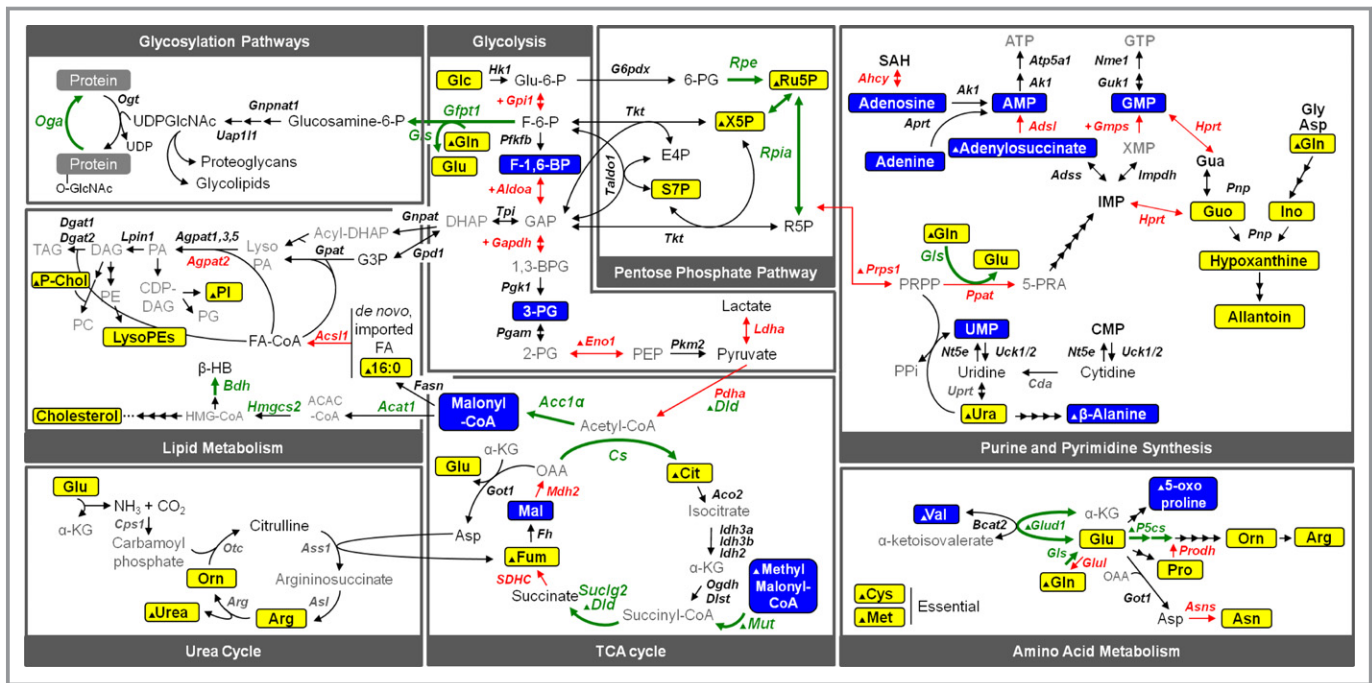 Glycosylation Pathways
Protein
Ogt
Oga
UDPGlcNAc
Gnpnat1
Uap1l1
Glucosamine-6-P
UDP
Protein
O-GlcNAc
Proteoglycans
Glycolipids
Glycolysis
Glc
Hk1
Glu-6-P
+ Gpi1
Gfpt1
F-6-P
Gls
▲Gln
Glu
Pfkfb
F-1,6-BP
+ Aldoa
DHAP
Tpi
GAP
+ Gapdh
1,3-BPG
Pgk1
3-PG
Pgam
2-PG
▲Eno1
PEP
Pkm2
Pyruvate
Lactate
Ldha
G6pdx
6-PG
Rpe
▲Ru5P
Tkt
▲X5P
E4P
Taldo1
S7P
Rpia
Tkt
R5P
Pentose Phosphate Pathway
SAH
Ahcy
Adenosine
Ak1
Aprt
Adenine
ATP
Atp5a1
Ak1
AMP
Adsl
▲Adenylosuccinate
Adss
GTP
Nme1
Guk1
GMP
+ Gmps
XMP
Impdh
IMP
Hprt
Hprt
Gua
Pnp
Guo
Gly
Asp
▲Gln
Ino
Pnp
Hypoxanthine
Allantoin
▲Gln
Gls
Glu
▲Prps1
PRPP
Ppat
5-PRA
UMP
Nt5e
Uck1/2
PPi
Uridine
Uprt
▲Ura
▲β-Alanine
CMP
Nt5e
Uck1/2
Cda
Cytidine
Purine and Pyrimidine Synthesis
Dgat1
Dgat2
Lpin1
Agpat1,3,5
Agpat2
TAG
DAG
PA
Lyso
PA
Acyl-DHAP
Gnpat
Gpat
G3P
Gpd1
▲P-Chol
PE
CDP-
DAG
▲PI
PG
PC
LysoPEs
FA-CoA
Acsl1
de novo,
imported
FA
▲16:0
Fasn
β-HB
Bdh
Hmgcs2
Cholesterol
HMG-CoA
ACAC
-CoA
Acat1
Lipid Metabolism
Malonyl
-CoA
Acc1α
Pdha
▲Dld
Acetyl-CoA
Cs
Glu
α-KG
OAA
Got1
Mdh2
Mal
Fh
Asp
▲Fum
SDHC
Succinate
Suclg2
▲Dld
Succinyl-CoA
▲Cit
Aco2
Isocitrate
Idh3a
Idh3b
Idh2
α-KG
Ogdh
Dlst
▲Methyl
Malonyl-
CoA
▲Mut
TCA cycle
Glu
α-KG
NH₃ + CO₂
Cps1
Carbamoyl
phosphate
Otc
Citrulline
Ass1
Argininosuccinate
Asl
Orn
Arg
▲Urea
Arg
Urea Cycle
▲Val
Bcat2
α-ketoisovalerate
▲Glud1
α-KG
▲5-oxo
proline
Glu
▲P5cs
Prodh
Orn
Arg
Gls
Glul
▲Gln
Pro
OAA
Got1
Asp
Asns
Asn
▲Cys
▲Met
Essential
Amino Acid Metabolism